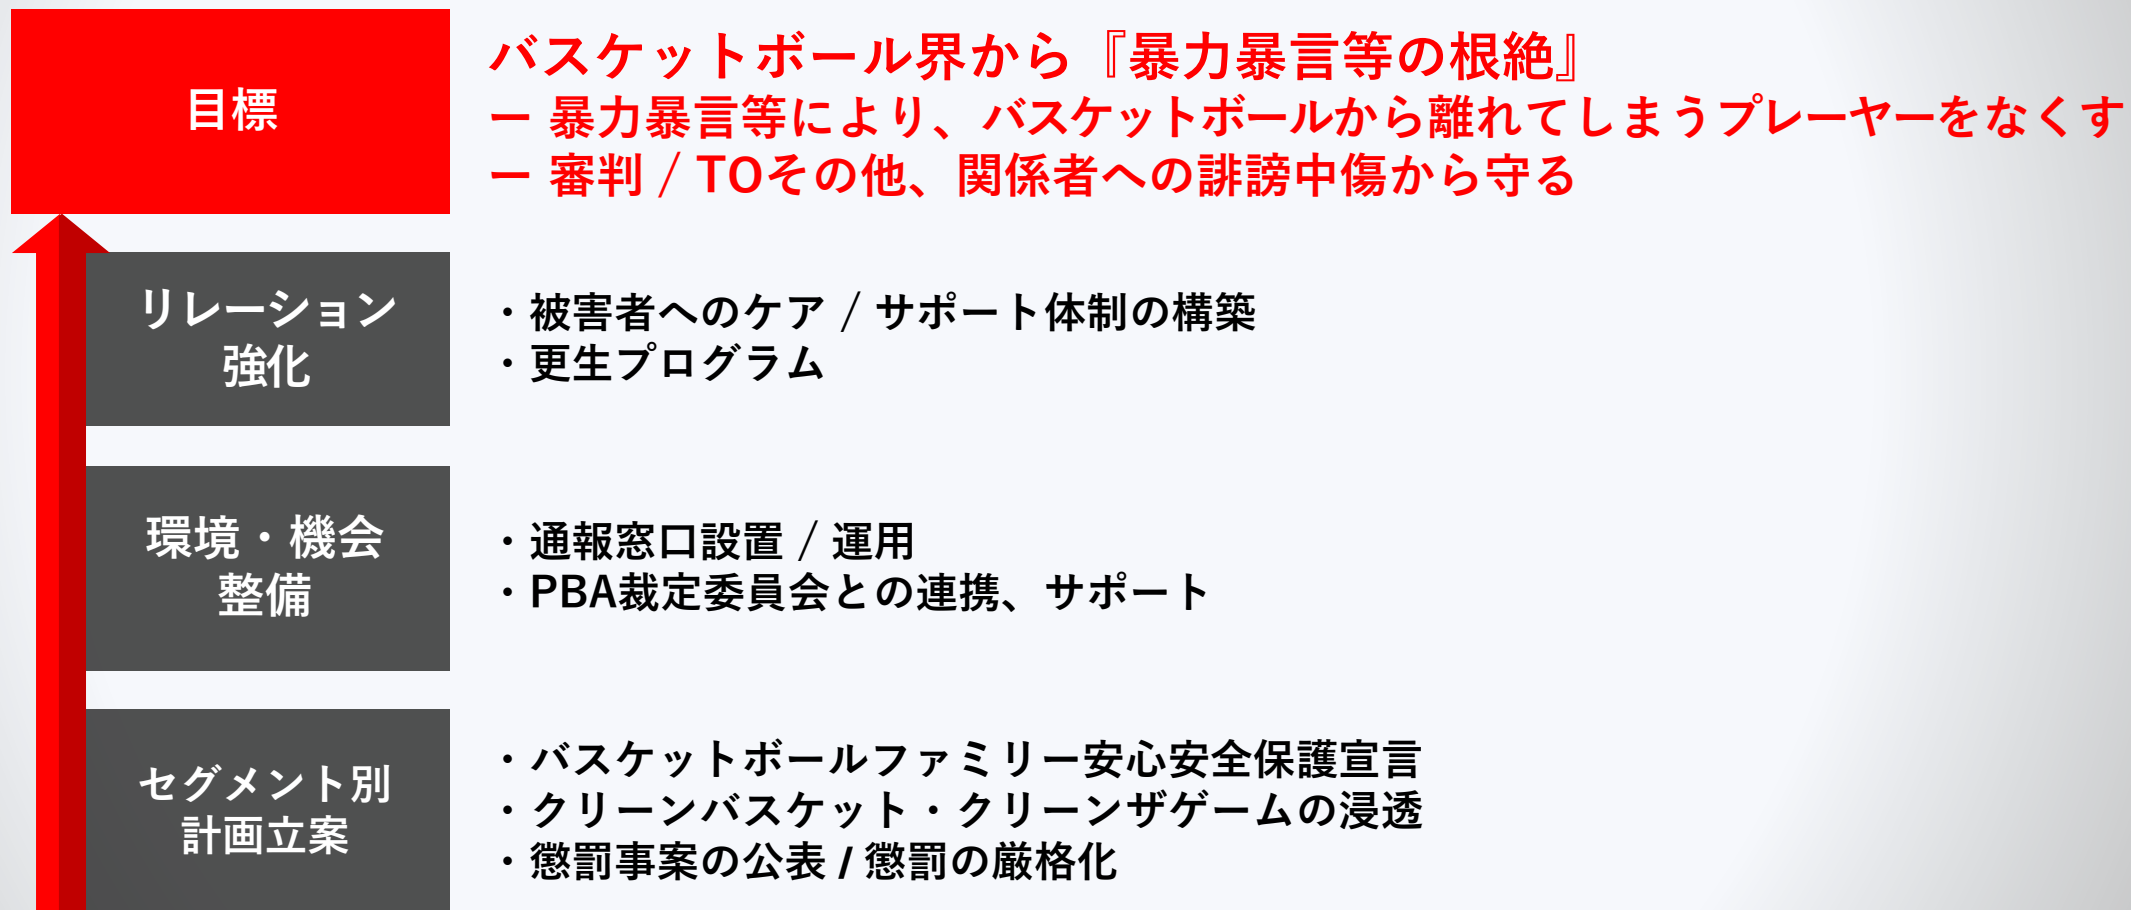 目標
バスケットボール界から『暴力暴言等の根絶』
ー 暴力暴言等により、バスケットボールから離れてしまうプレーヤーをなくす
ー 審判 / TOその他、関係者への誹謗中傷から守る
リレーション
強化
・被害者へのケア / サポート体制の構築
・更生プログラム
環境・機会
整備
・通報窓口設置 / 運用
・PBA裁定委員会との連携、サポート
セグメント別
計画立案
・バスケットボールファミリー安心安全保護宣言
・クリーンバスケット・クリーンザゲームの浸透
・懲罰事案の公表 / 懲罰の厳格化